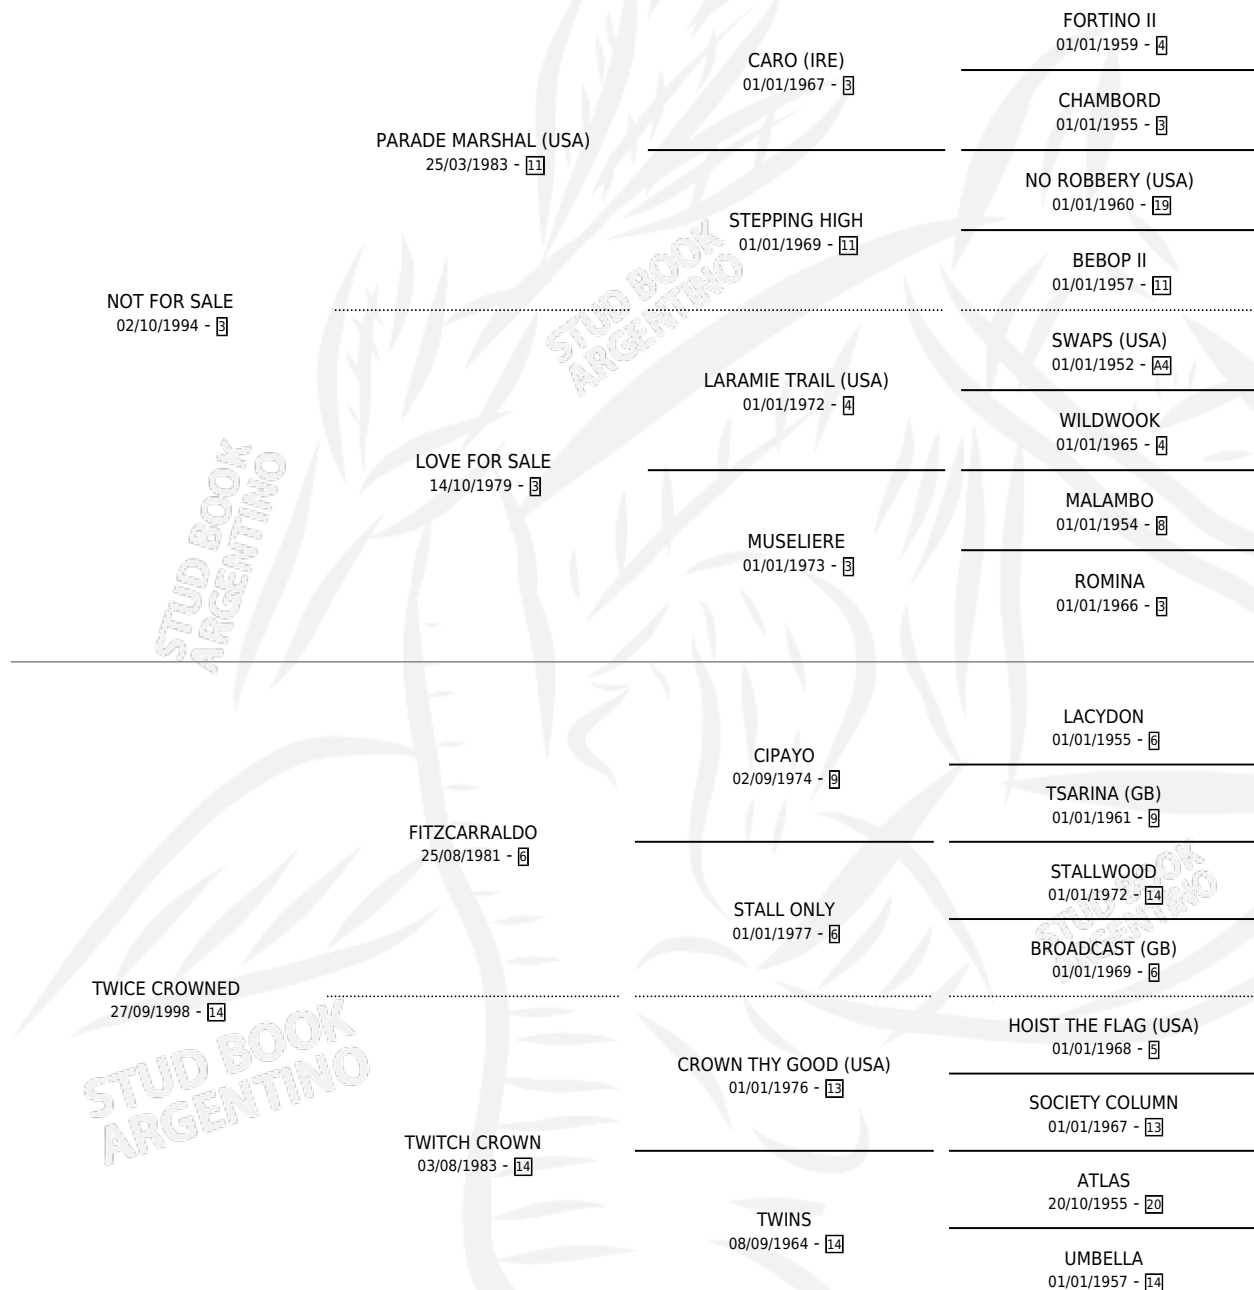 FORTINO II
01/01/1959 - 4
CARO (IRE)
01/01/1967 - 3
CHAMBORD
01/01/1955 - 3
PARADE MARSHAL (USA)
25/03/1983 - 11
NO ROBBERY (USA)
01/01/1960 - 19
STEPPING HIGH
01/01/1969 - 11
BEBOP II
01/01/1957 - 11
STUD BOOK
ARGENTINO
NOT FOR SALE
02/10/1994 - 3
SWAPS (USA)
01/01/1952 - A4
LARAMIE TRAIL (USA)
01/01/1972 - 4
WILDWOOK
01/01/1965 - 4
LOVE FOR SALE
14/10/1979 - 3
MALAMBO
01/01/1954 - 8
MUSELIERE
01/01/1973 - 3
ROMINA
01/01/1966 - 3
STUD BOOK
ARGENTINO
LACYDON
01/01/1955 - 6
CIPAYO
02/09/1974 - 9
TSARINA (GB)
01/01/1961 - 9
FITZCARRALDO
25/08/1981 - 6
STALLWOOD
01/01/1972 - 14
STALL ONLY
01/01/1977 - 6
BROADCAST (GB)
01/01/1969 - 6
STUD BOOK
ARGENTINO
TWICE CROWNED
27/09/1998 - 14
HOIST THE FLAG (USA)
01/01/1968 - 5
CROWN THY GOOD (USA)
01/01/1976 - 13
SOCIETY COLUMN
01/01/1967 - 13
STUD BOOK
ARGENTINO
TWITCH CROWN
03/08/1983 - 14
ATLAS
20/10/1955 - 20
TWINS
08/09/1964 - 14
UMBELLA
01/01/1957 - 14